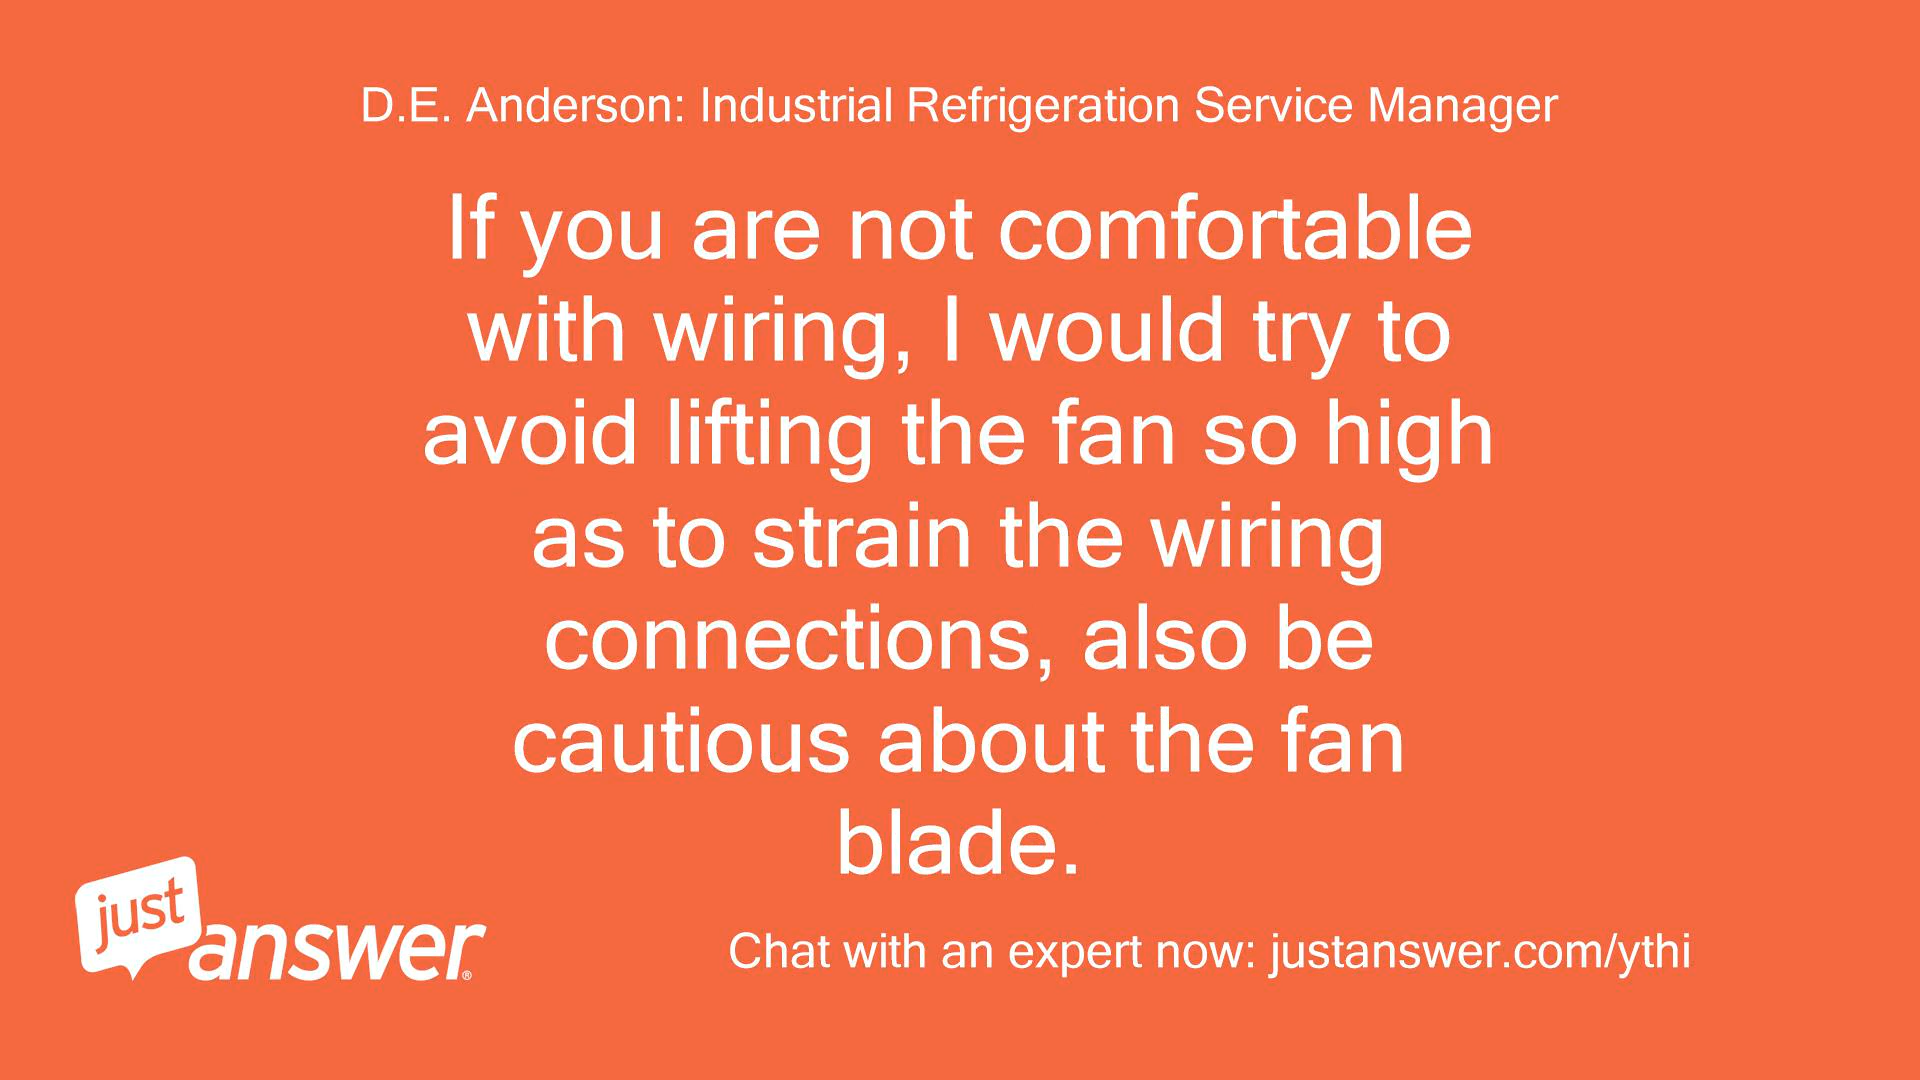 D.E. Anderson: Industrial Refrigeration Service Manager
If you are not comfortable
with wiring, I would try to
avoid lifting the fan so high
as to strain the wiring
connections, also be
cautious about the fan
blade.
just
answer®
Chat with an expert now: justanswer.com/ythi